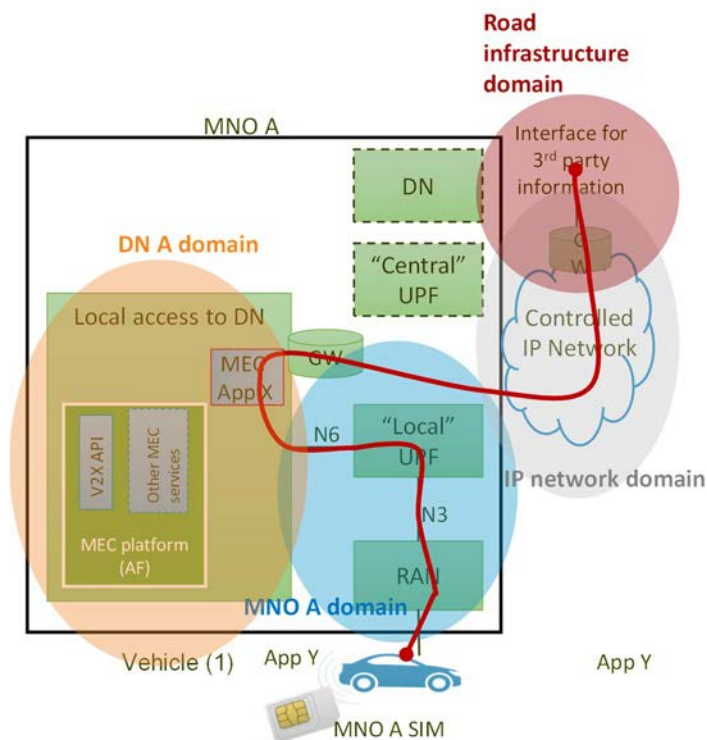 Road
infrastructure
domain
MNO A
Interface for
3rd party
information
DN
GW
DN A domain
"Central"
UPF
Local access to DN
Controlled
IP Network
GW
MEC
App X
"Local"
UPF
N6
V2X API
Other MEC
services
IP network domain
N3
MEC platform
(AF)
RAN
MNO A domain
Vehicle (1)
App Y
App Y
MNO A SIM